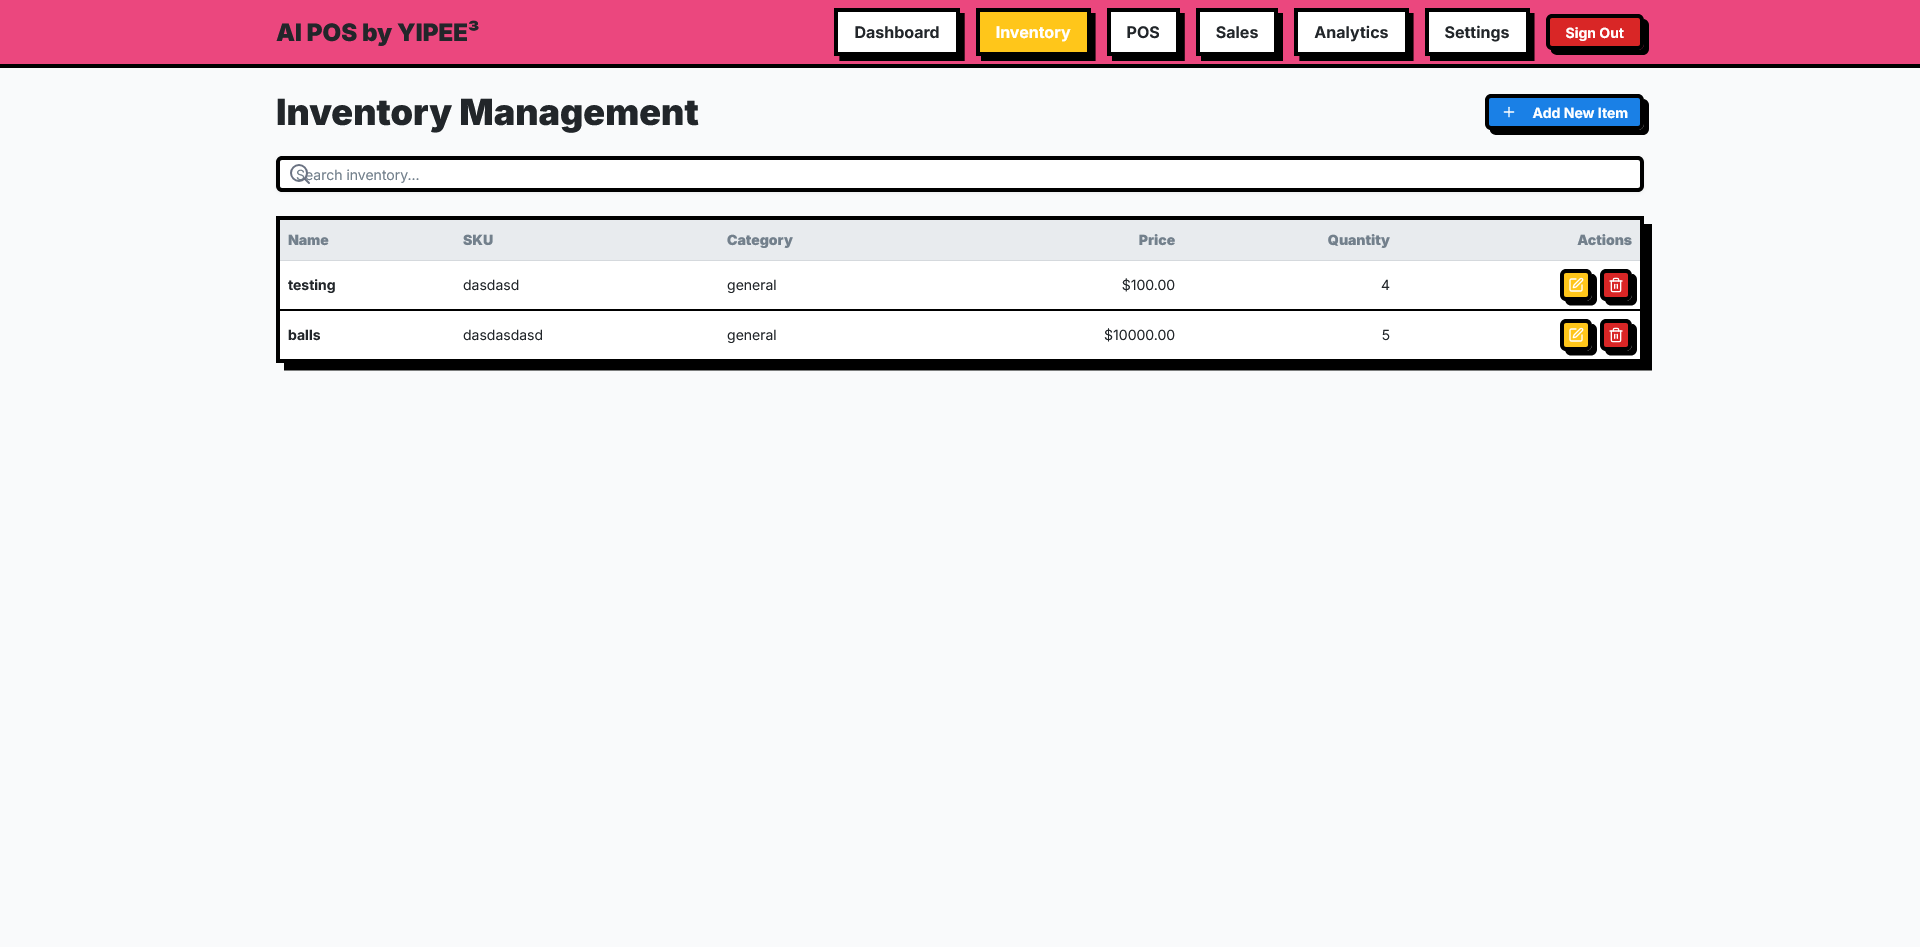 AI POS by YIPEE³ Dashboard Inventory POS Sales Analytics Settings Sign Out
Inventory Management + Add New Item
Search inventory...
Name SKU Category Price Quantity Actions
testing dasdasd general $100.00 4
balls dasdasdasd general $10000.00 5